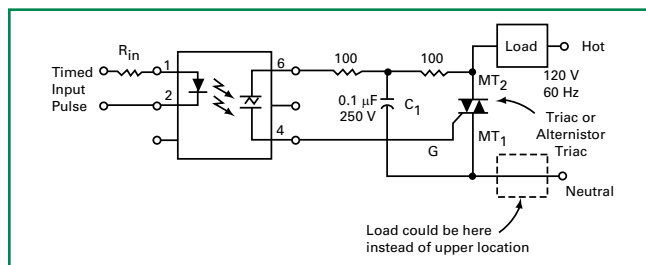 Timed
Input
Pulse
Rin
1
2
6
4
100
100
0.1 μF
250 V
C1
G
MT2
MT1
Load
Hot
120 V
60 Hz
Triac or
Alternistor
Triac
Neutral
Load could be here
instead of upper location